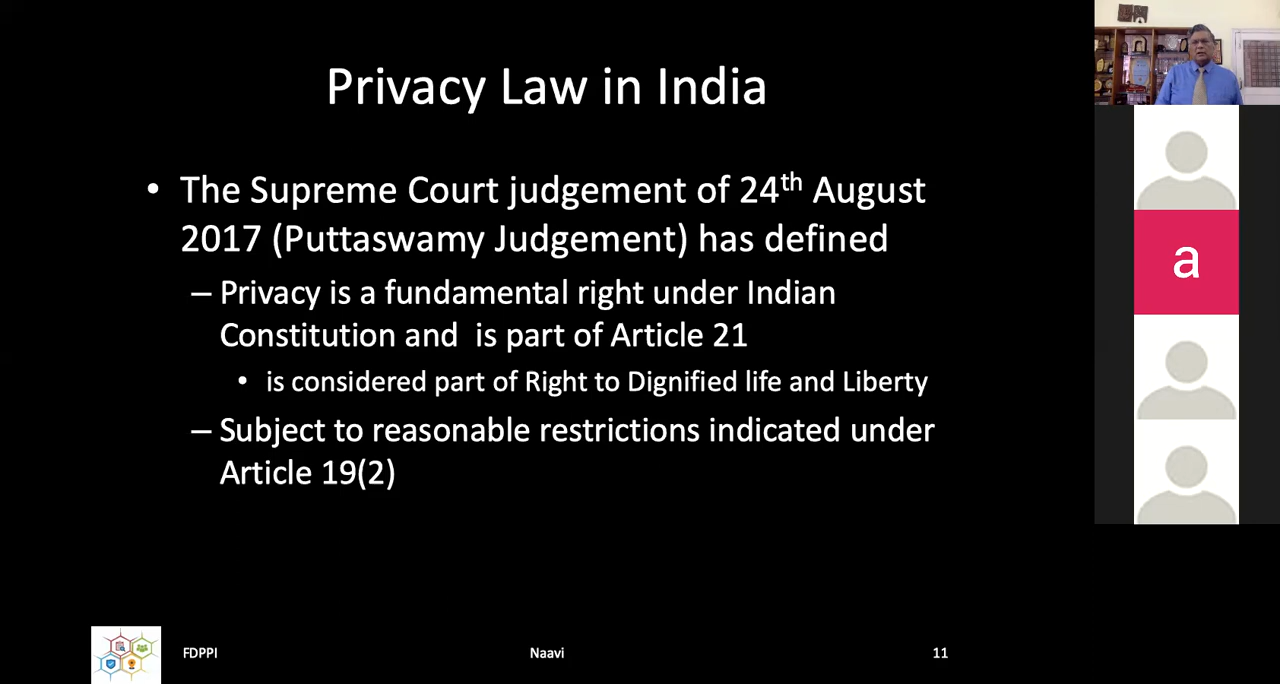 Privacy Law in India
• The Supreme Court judgement of 24th August
2017 (Puttaswamy Judgement) has defined
– Privacy is a fundamental right under Indian
Constitution and is part of Article 21
• is considered part of Right to Dignified life and Liberty
– Subject to reasonable restrictions indicated under
Article 19(2)
a
FDPPI
Naavi
11